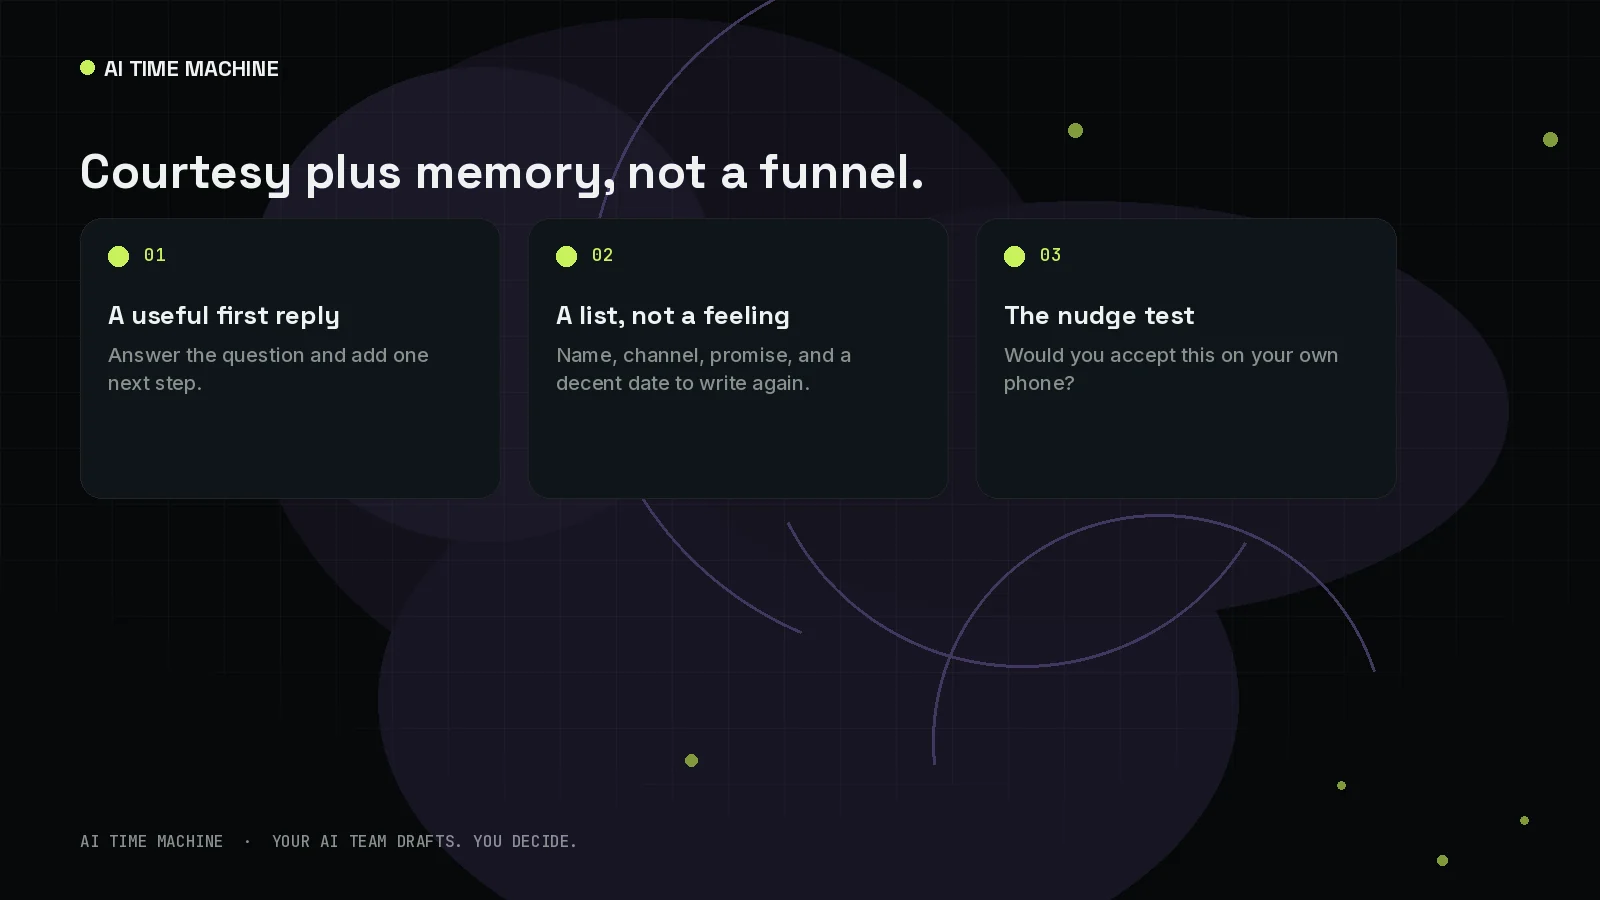 AI TIME MACHINE
Courtesy plus memory, not a funnel.
01
A useful first reply
Answer the question and add one
next step.
02
A list, not a feeling
Name, channel, promise, and a
decent date to write again.
03
The nudge test
Would you accept this on your own
phone?
AI TIME MACHINE · YOUR AI TEAM DRAFTS. YOU DECIDE.